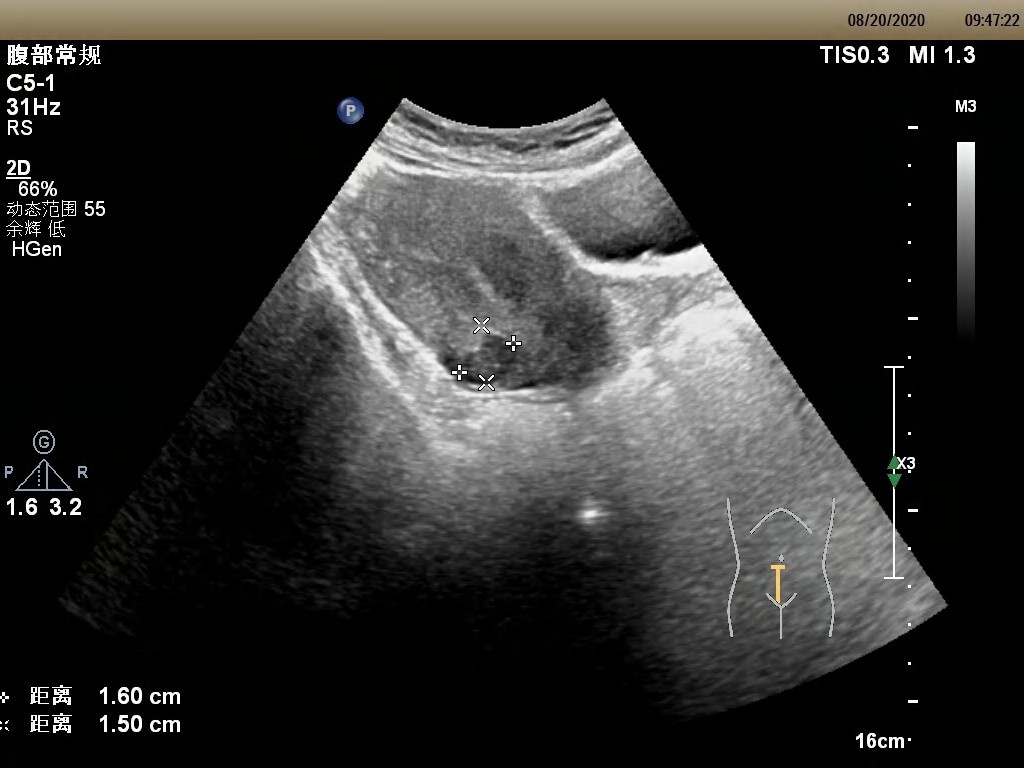 08/20/2020 09:47:22
腹部常规
TIS0.3 MI 1.3
C5-1
31Hz
RS
P
M3
2D
66%
动态范围 55
余辉 低
HGen
G
P R
1.6 3.2
X3
距离 1.60 cm
距离 1.50 cm
16cm